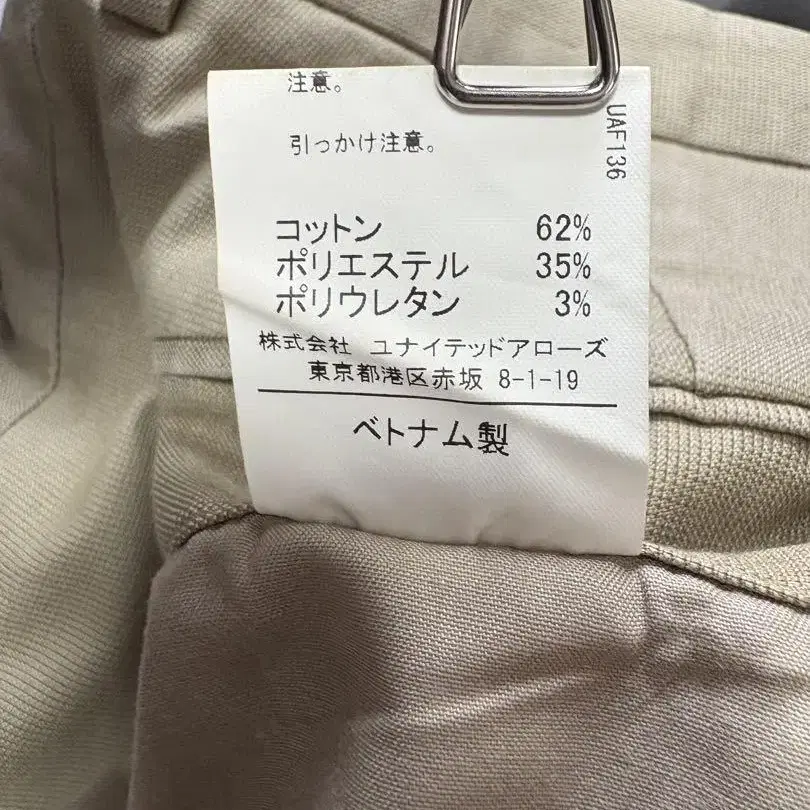 注意。
引っかけ注意。
UAF136
コットン 62%
ポリエステル 35%
ポリウレタン 3%
株式会社 ユナイテッドアローズ
東京都港区赤坂 8-1-19
ベトナム製